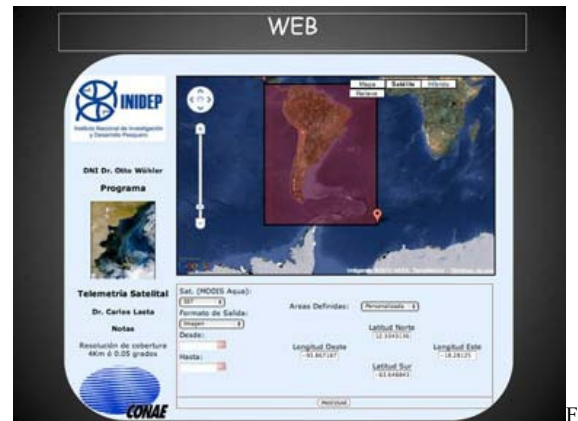 WEB
INIDEP
Instituto Nacional de Investigación
y Desarrollo Pesquero
DNI Dr. Otto Wöhler
Programa
Telemetría Satelital
Dr. Carlos Lasta
Notas
Resolución de cobertura
4Km ó 0.05 grados
CONAE
Mapa
Satélite
Híbrido
Relieve
Sat. (MODIS Aqua):
SST
Formato de Salida:
Imagen
Desde:
Hasta:
Areas Definidas:
Personalizada
Latitud Norte
Longitud Oeste
Longitud Este
-18.28125
Latitud Sur
F